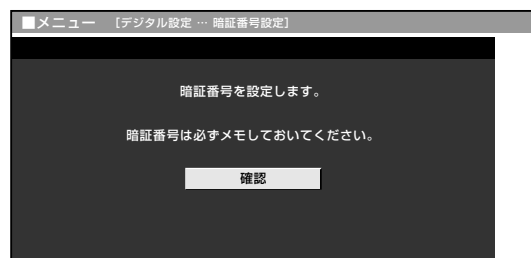 ■メニュー [デジタル設定 … 暗証番号設定]
暗証番号を設定します。
暗証番号は必ずメモしておいてください。
確認